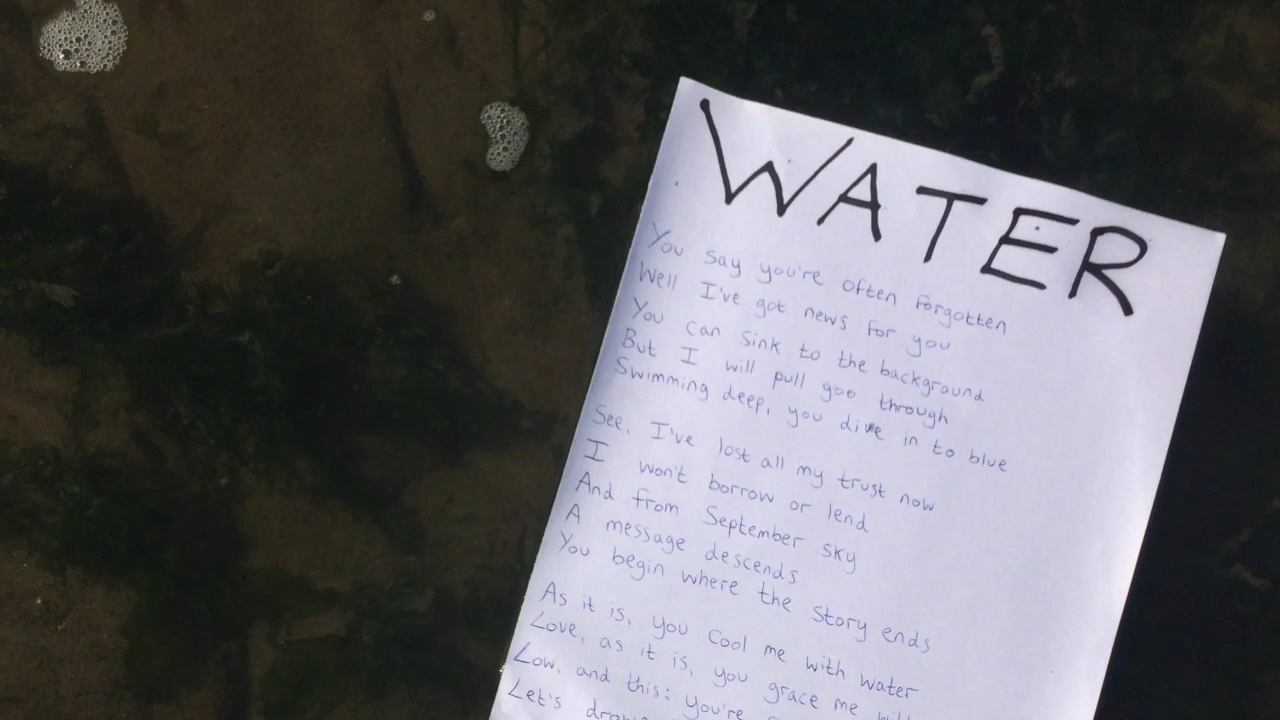 WATER
You say you're often forgotten
Well I've got news for you
You can sink to the background
But I will pull goo through
Swimming deep, you dive in to blue
See, I've lost all my trust now
I won't borrow or lend
And from September sky
A message descends
You begin where the story ends
As it is, you cool me with water
Love, as it is, you grace me
Low, and this: you're
Let's